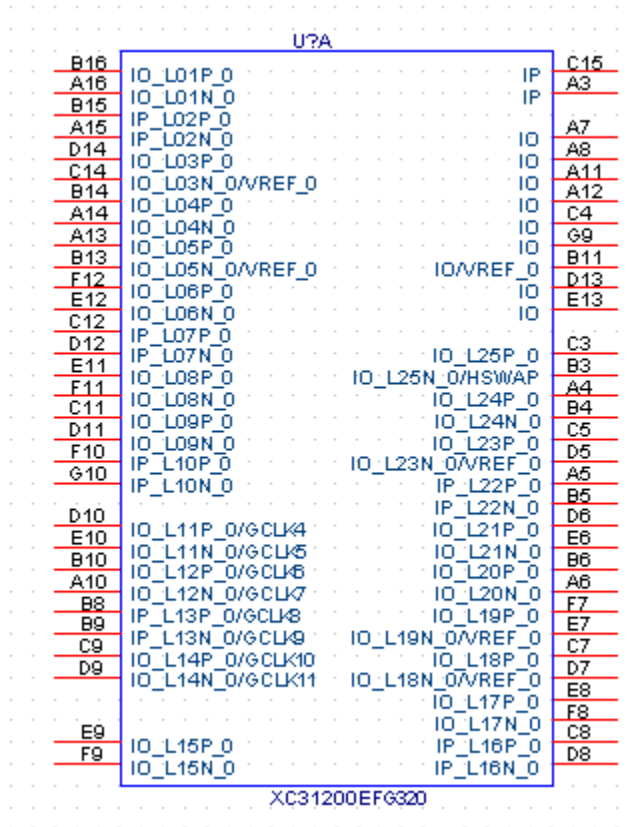 U?A
B16 IO_L01P_0
A16 IO_L01N_0
B15 IP_L02P_0
A15 IP_L02N_0
D14 IO_L03P_0
C14 IO_L03N_0/VREF_0
B14 IO_L04P_0
A14 IO_L04N_0
A13 IO_L05P_0
B13 IO_L05N_0/VREF_0
F12 IO_L06P_0
E12 IO_L06N_0
C12 IP_L07P_0
D12 IP_L07N_0
E11 IO_L08P_0
F11 IO_L08N_0
C11 IO_L09P_0
D11 IO_L09N_0
F10 IP_L10P_0
G10 IP_L10N_0
D10 IO_L11P_0/GCLK4
E10 IO_L11N_0/GCLK5
B10 IO_L12P_0/GCLK6
A10 IO_L12N_0/GCLK7
B8 IP_L13P_0/GCLK8
B9 IP_L13N_0/GCLK9
C9 IO_L14P_0/GCLK10
D9 IO_L14N_0/GCLK11
E9 IO_L15P_0
F9 IO_L15N_0
IP C15
IP A3
IO A7
IO A8
IO A11
IO A12
IO C4
IO G9
IO/VREF_0 B11
IO D13
IO E13
IO_L25P_0 C3
IO_L25N_0/HSWAP B3
IO_L24P_0 A4
IO_L24N_0 B4
IO_L23P_0 C5
IO_L23N_0/VREF_0 D5
IP_L22P_0 A5
IP_L22N_0 B5
IO_L21P_0 D6
IO_L21N_0 E6
IO_L20P_0 B6
IO_L20N_0 A6
IO_L19P_0 F7
IO_L19N_0/VREF_0 E7
IO_L18P_0 C7
IO_L18N_0/VREF_0 D7
IO_L17P_0 E8
IO_L17N_0 F8
IP_L16P_0 C8
IP_L16N_0 D8
XC31200EFG320